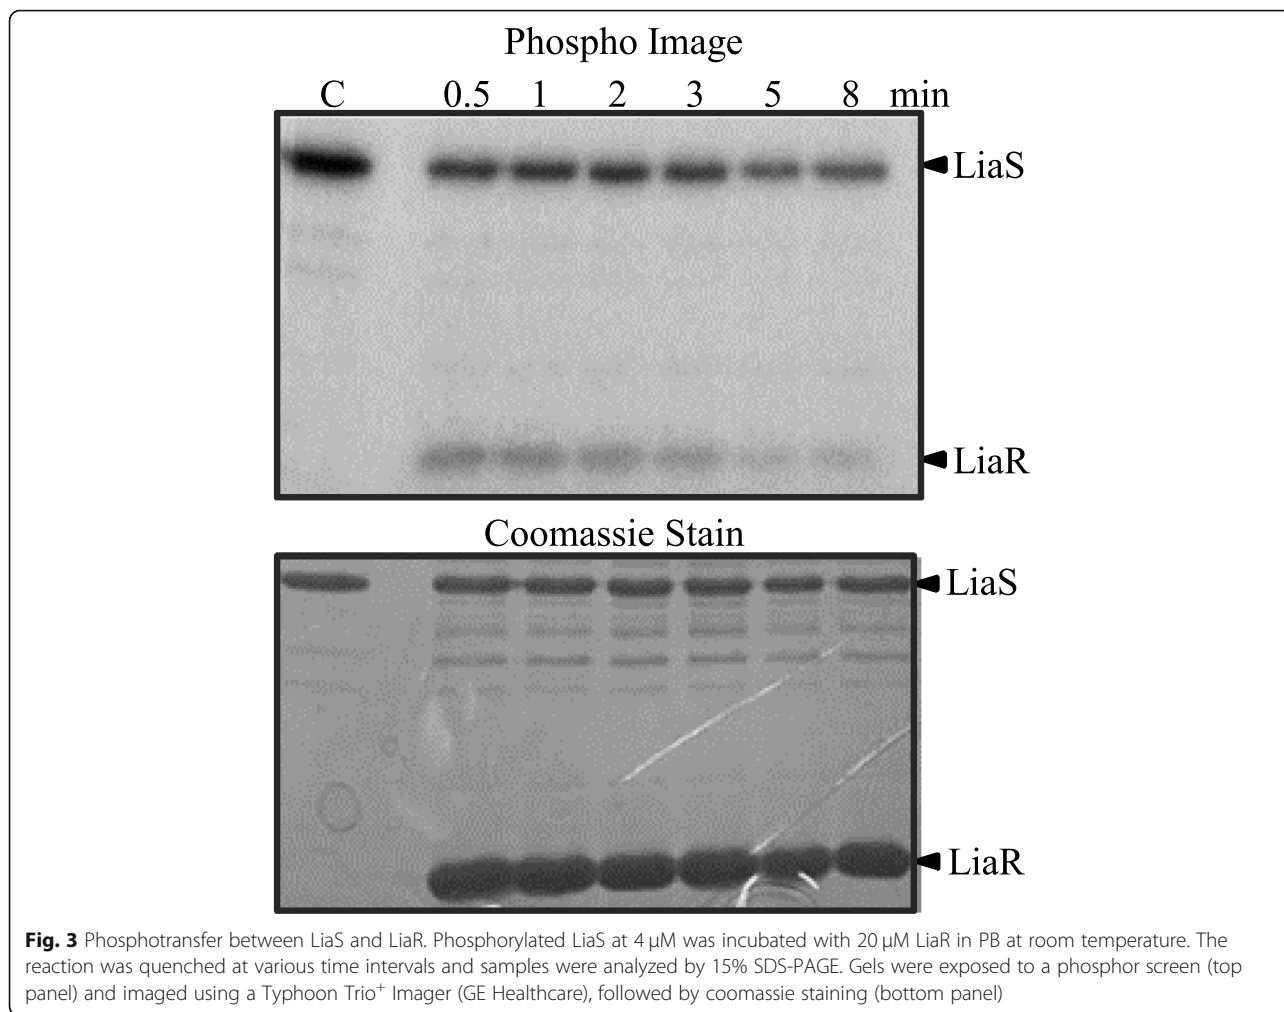 Phospho Image
C 0.5 1 2 3 5 8 min
LiaS
LiaR
Coomassie Stain
LiaS
LiaR
Fig. 3 Phosphotransfer between LiaS and LiaR. Phosphorylated LiaS at 4 μM was incubated with 20 μM LiaR in PB at room temperature. The
reaction was quenched at various time intervals and samples were analyzed by 15% SDS-PAGE. Gels were exposed to a phosphor screen (top
panel) and imaged using a Typhoon Trio⁺ Imager (GE Healthcare), followed by coomassie staining (bottom panel)